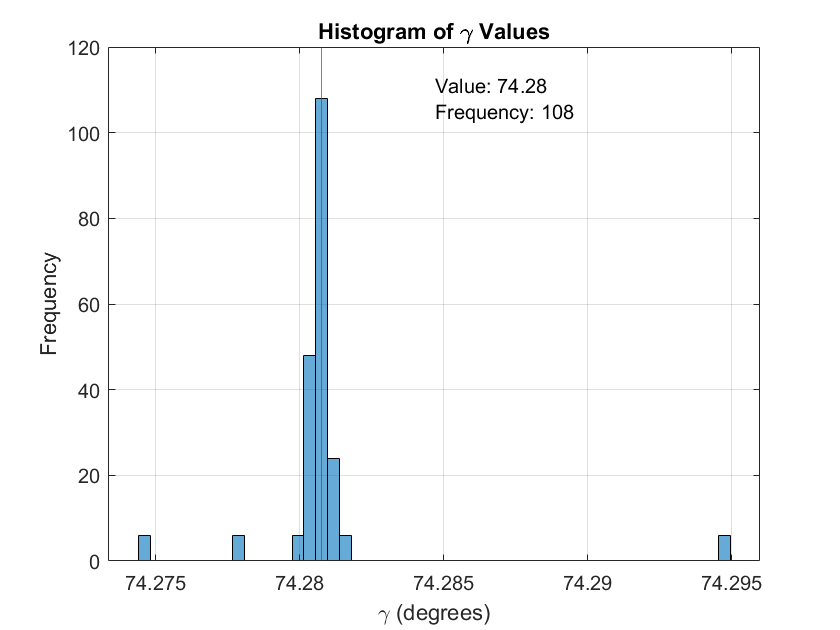 Histogram of γ Values
Value: 74.28
Frequency: 108
Frequency
120
100
80
60
40
20
0
74.275
74.28
74.285
74.29
74.295
γ (degrees)